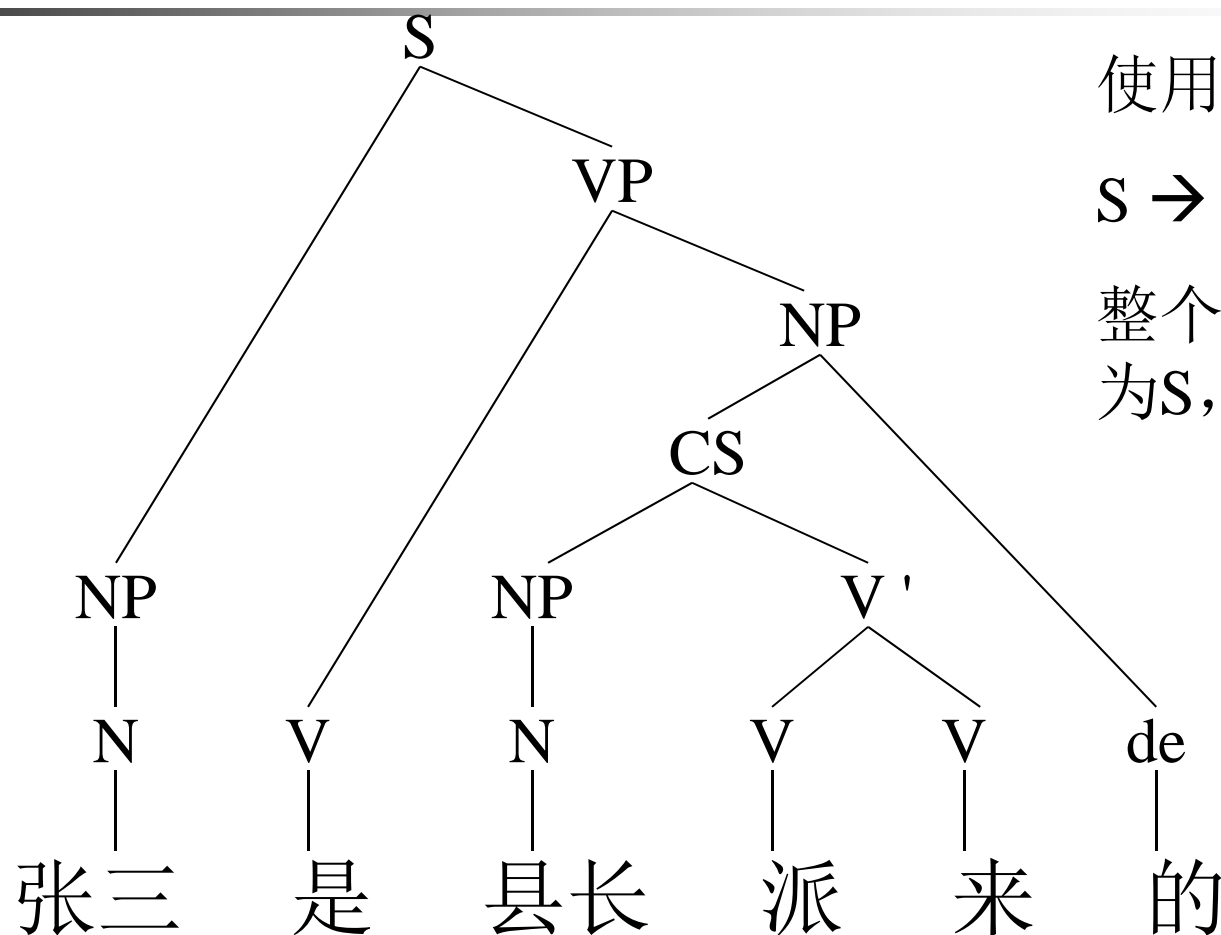 S
使用
VP
S →
NP
整个
为S，
CS
NP NP V '
N V N V V de
张三 是 县长 派 来 的